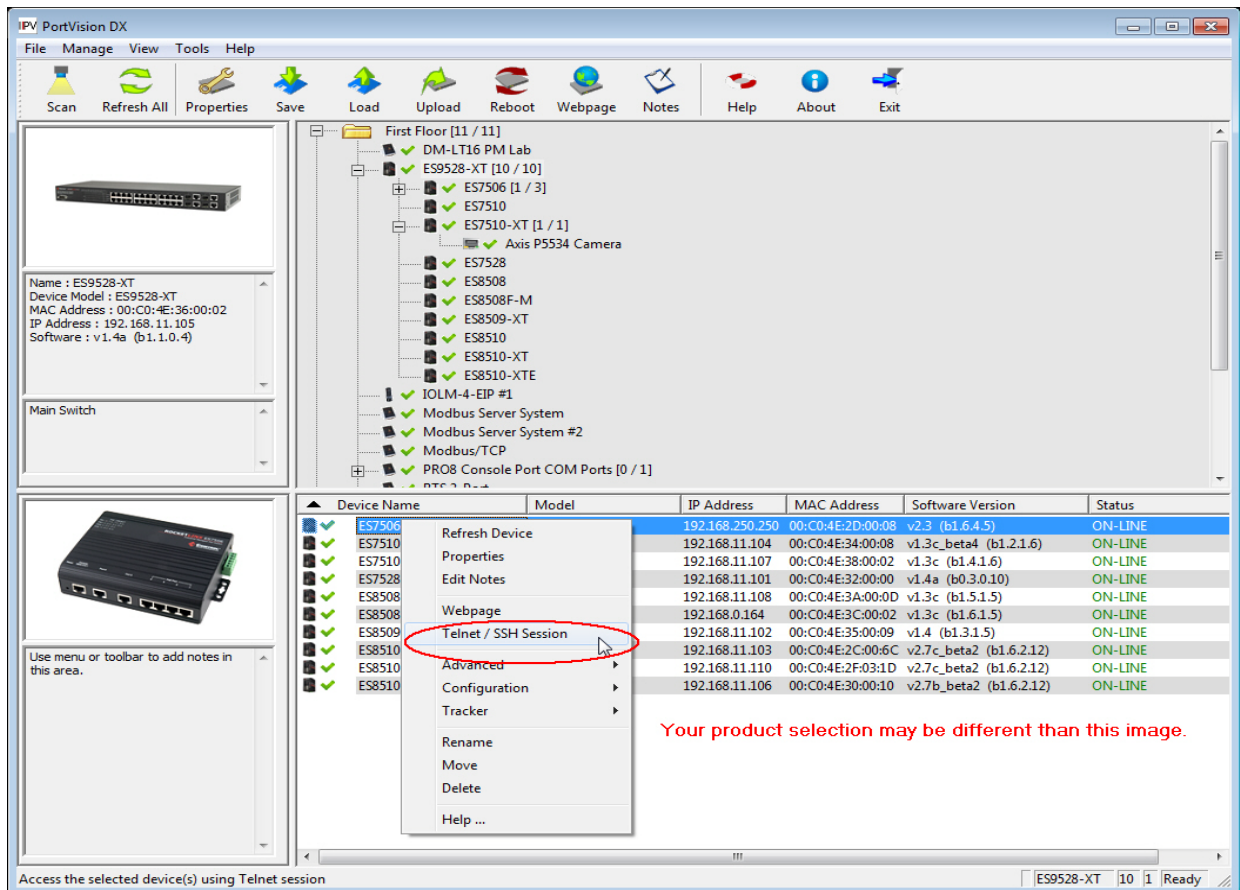 IPV PortVision DX
File Manage View Tools Help
Scan Refresh All Properties Save Load Upload Reboot Webpage Notes Help About Exit
First Floor [11 / 11]
DM-LT16 PM Lab
ES9528-XT [10 / 10]
ES7506 [1 / 3]
ES7510
ES7510-XT [1 / 1]
Axis P5534 Camera
ES7528
ES8508
ES8508F-M
ES8509-XT
ES8510
ES8510-XT
ES8510-XTE
IOLM-4-EIP #1
Modbus Server System
Modbus Server System #2
Modbus/TCP
PRO8 Console Port COM Ports [0 / 1]
Name : ES9528-XT
Device Model : ES9528-XT
MAC Address : 00:C0:4E:36:00:02
IP Address : 192.168.11.105
Software : v1.4a (b1.1.0.4)
Main Switch
Use menu or toolbar to add notes in
this area.
Device Name Model IP Address MAC Address Software Version Status
ES7506 192.168.250.250 00:C0:4E:2D:00:08 v2.3 (b1.6.4.5) ON-LINE
ES7510 192.168.11.104 00:C0:4E:34:00:08 v1.3c_beta4 (b1.2.1.6) ON-LINE
ES7510 192.168.11.107 00:C0:4E:38:00:02 v1.3c (b1.4.1.6) ON-LINE
ES7528 192.168.11.101 00:C0:4E:32:00:00 v1.4a (b0.3.0.10) ON-LINE
ES8508 192.168.11.108 00:C0:4E:3A:00:0D v1.3c (b1.5.1.5) ON-LINE
ES8508 192.168.0.164 00:C0:4E:3C:00:02 v1.3c (b1.6.1.5) ON-LINE
ES8509 192.168.11.102 00:C0:4E:35:00:09 v1.4 (b1.3.1.5) ON-LINE
ES8510 192.168.11.103 00:C0:4E:2C:00:6C v2.7c_beta2 (b1.6.2.12) ON-LINE
ES8510 192.168.11.110 00:C0:4E:2F:03:1D v2.7c_beta2 (b1.6.2.12) ON-LINE
ES8510 192.168.11.106 00:C0:4E:30:00:10 v2.7b_beta2 (b1.6.2.12) ON-LINE
Refresh Device
Properties
Edit Notes
Webpage
Telnet / SSH Session
Advanced
Configuration
Tracker
Rename
Move
Delete
Help ...
Your product selection may be different than this image.
Access the selected device(s) using Telnet session
ES9528-XT 10 1 Ready